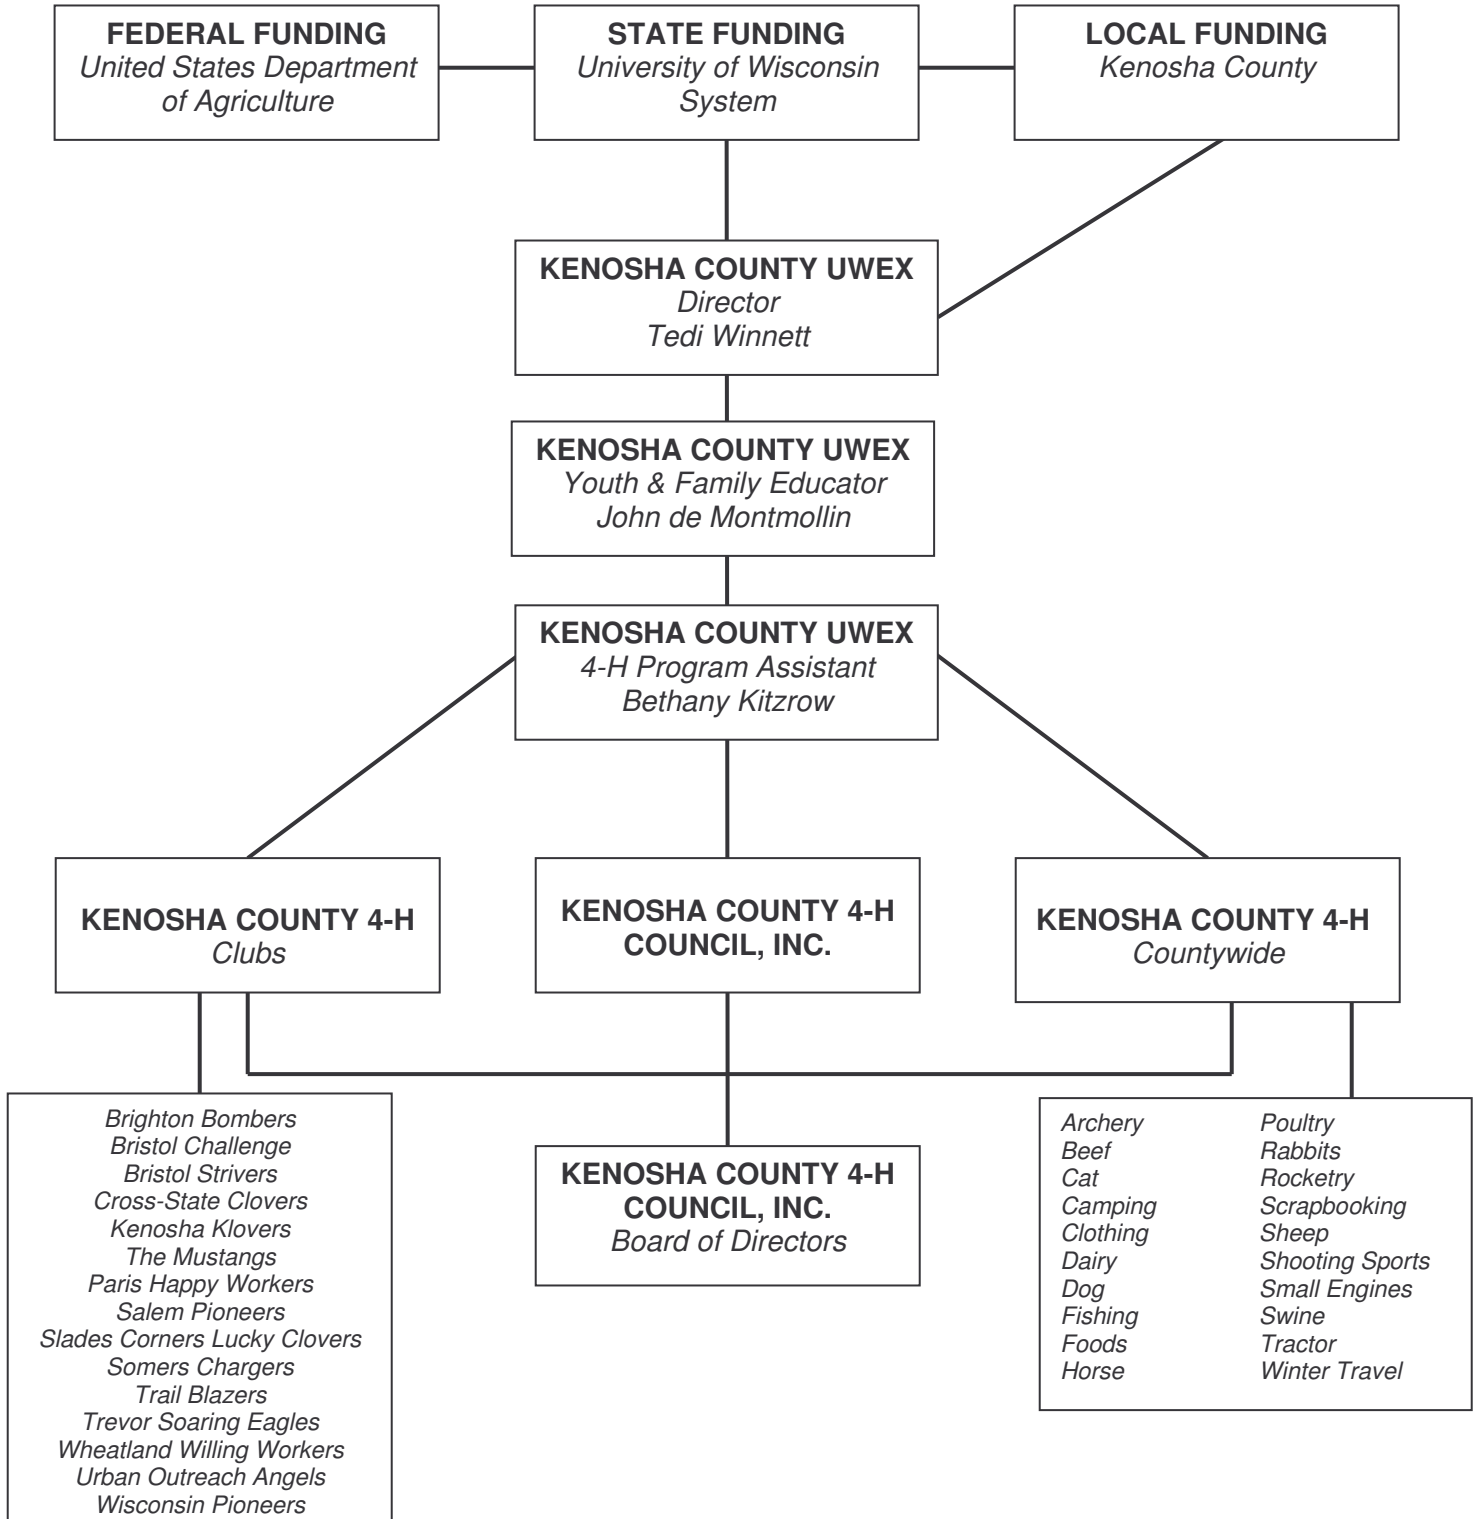 FEDERAL FUNDING
United States Department
of Agriculture
STATE FUNDING
University of Wisconsin
System
LOCAL FUNDING
Kenosha County
KENOSHA COUNTY UWEX
Director
Tedi Winnett
KENOSHA COUNTY UWEX
Youth & Family Educator
John de Montmollin
KENOSHA COUNTY UWEX
4-H Program Assistant
Bethany Kitzrow
KENOSHA COUNTY 4-H
Clubs
KENOSHA COUNTY 4-H
COUNCIL, INC.
KENOSHA COUNTY 4-H
Countywide
Brighton Bombers
Bristol Challenge
Bristol Strivers
Cross-State Clovers
Kenosha Klovers
The Mustangs
Paris Happy Workers
Salem Pioneers
Slades Corners Lucky Clovers
Somers Chargers
Trail Blazers
Trevor Soaring Eagles
Wheatland Willing Workers
Urban Outreach Angels
Wisconsin Pioneers
KENOSHA COUNTY 4-H
COUNCIL, INC.
Board of Directors
Archery
Beef
Cat
Camping
Clothing
Dairy
Dog
Fishing
Foods
Horse
Poultry
Rabbits
Rocketry
Scrapbooking
Sheep
Shooting Sports
Small Engines
Swine
Tractor
Winter Travel